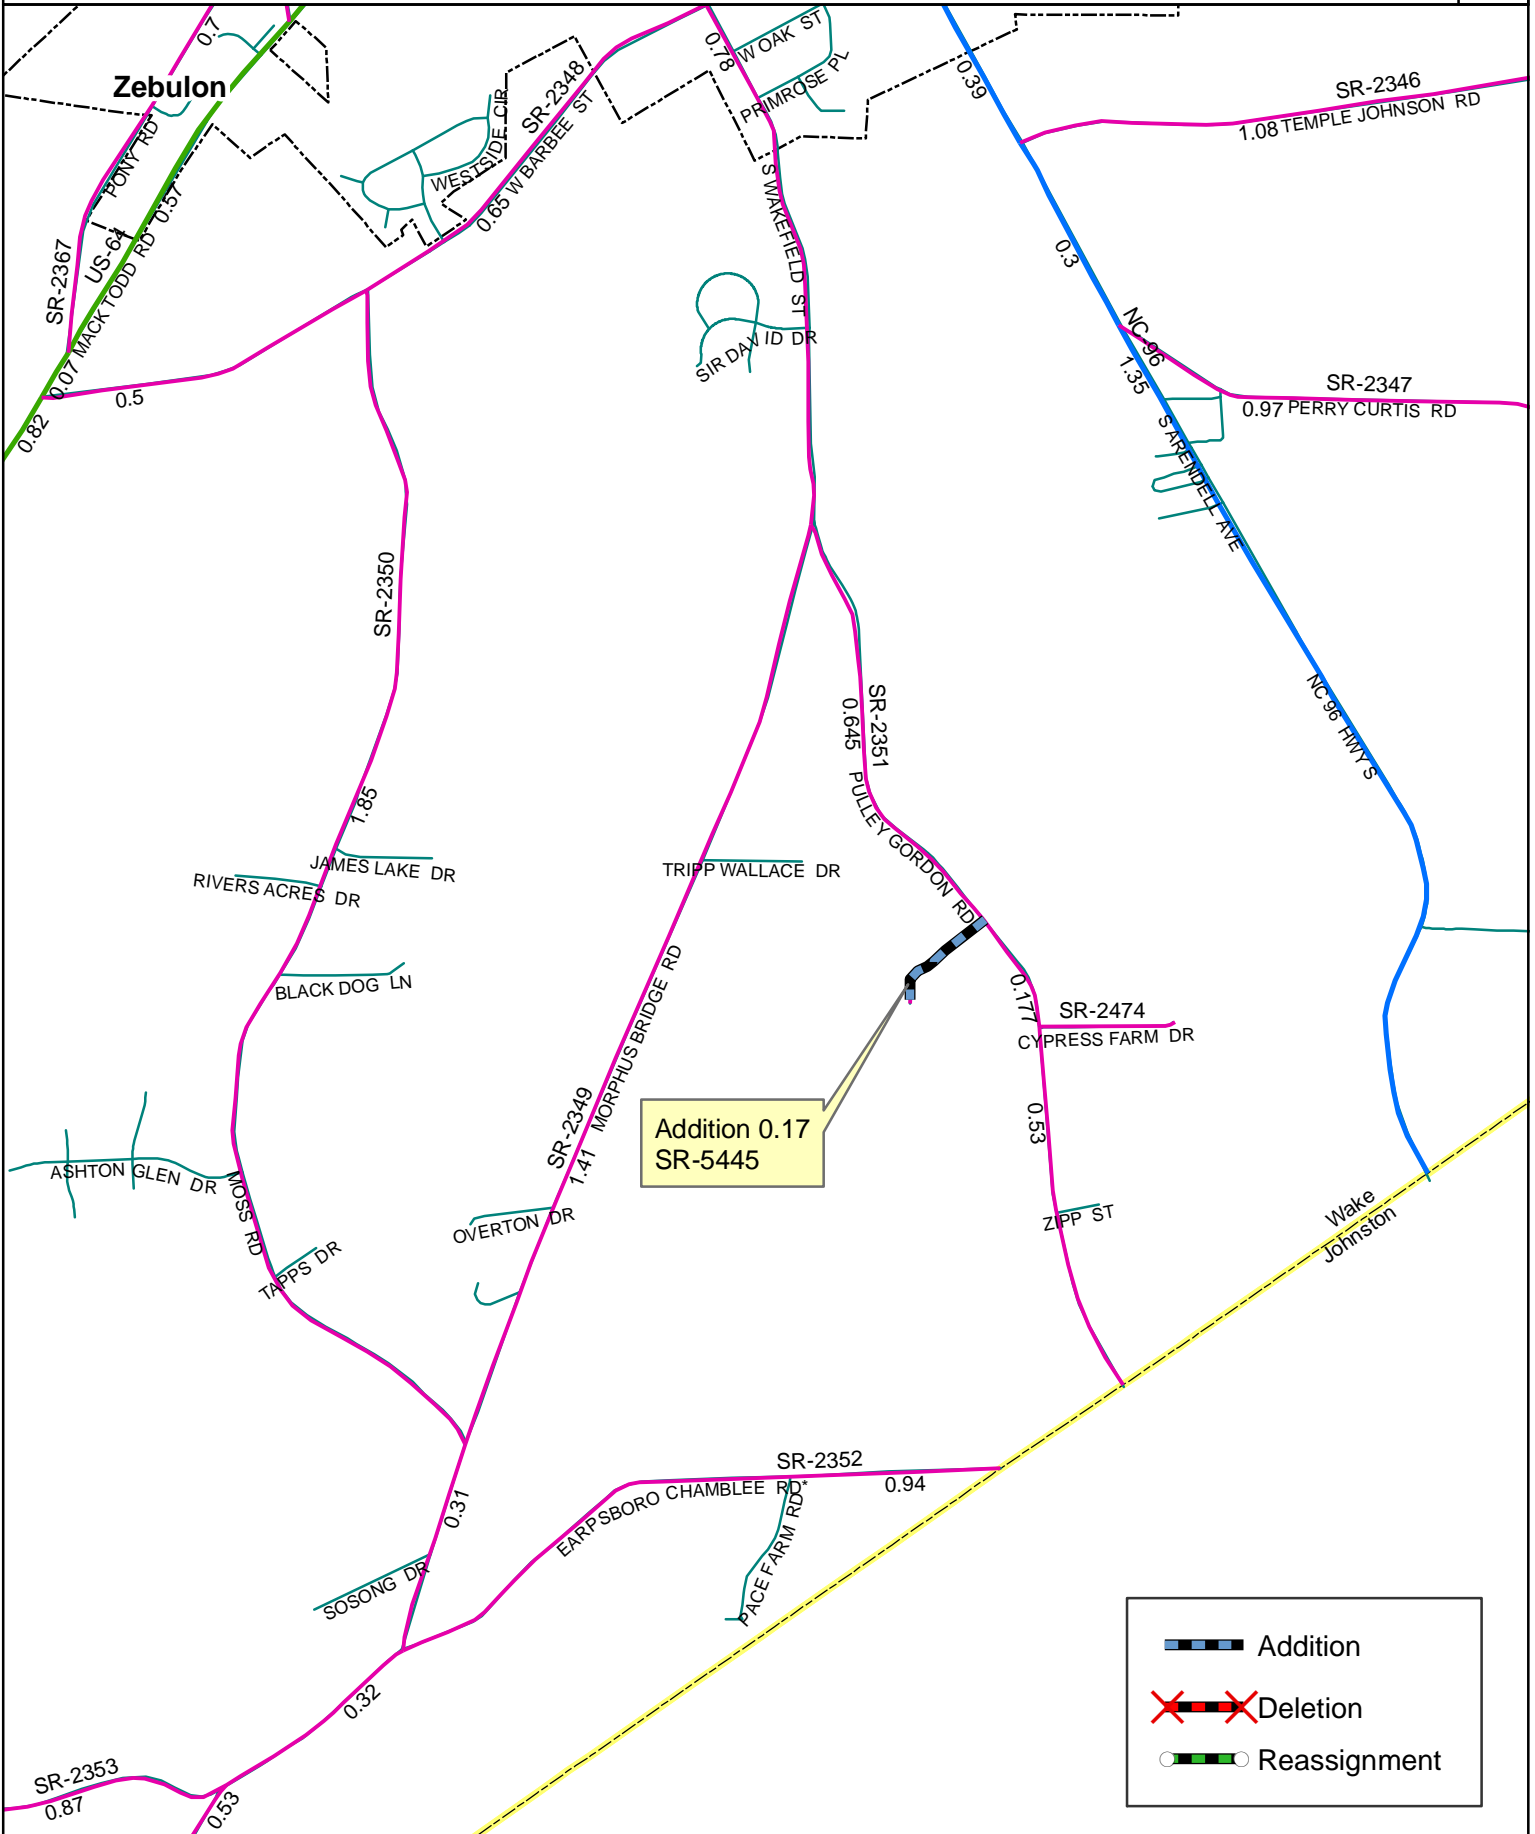 0.7
Zebulon
PONY RD
SR-2367
US-64
MACK TODD RD
0.57
0.07
0.82
0.5
WESTSIDE CIR
SR-2348
0.65 W BARBEE ST
0.78
W OAK ST
PRIMROSE PL
S WAKEFIELD ST
SIR DAVID DR
0.39
SR-2346
1.08 TEMPLE JOHNSON RD
0.3
NC-96
1.35
SR-2347
0.97 PERRY CURTIS RD
S ARENDELL AVE
NC 96 HWY S
SR-2350
1.85
JAMES LAKE DR
RIVERS ACRES DR
BLACK DOG LN
SR-2351
0.645
PULLEY GORDON RD
TRIPP WALLACE DR
MORPHUS BRIDGE RD
SR-2349
1.41
0.177
SR-2474
CYPRESS FARM DR
Addition 0.17
SR-5445
0.53
ZIPP ST
ASHTON GLEN DR
MOSS RD
TAPPS DR
OVERTON DR
Wake
Johnston
SR-2352
EARPSBORO CHAMBLEE RD*
0.94
PACE FARM RD
0.31
SOSONG DR
0.32
SR-2353
0.87
0.53
Addition
Deletion
Reassignment